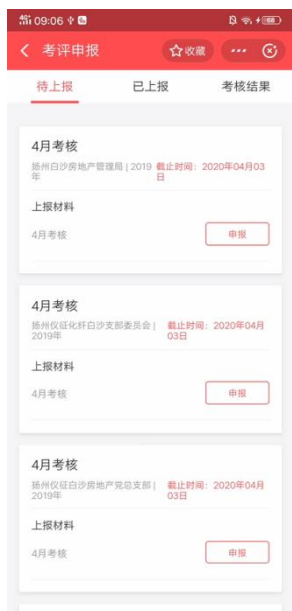 4G 09:06
68
考评申报
收藏
待上报 已上报 考核结果
4月考核
扬州白沙房地产管理局 | 2019 截止时间：2020年04月03
年 日
上报材料
4月考核 申报
4月考核
扬州仪征化纤白沙支部委员会 | 截止时间：2020年04月
2019年 03日
上报材料
4月考核 申报
4月考核
扬州仪征白沙房地产党总支部 | 截止时间：2020年04月
2019年 03日
上报材料
4月考核 申报